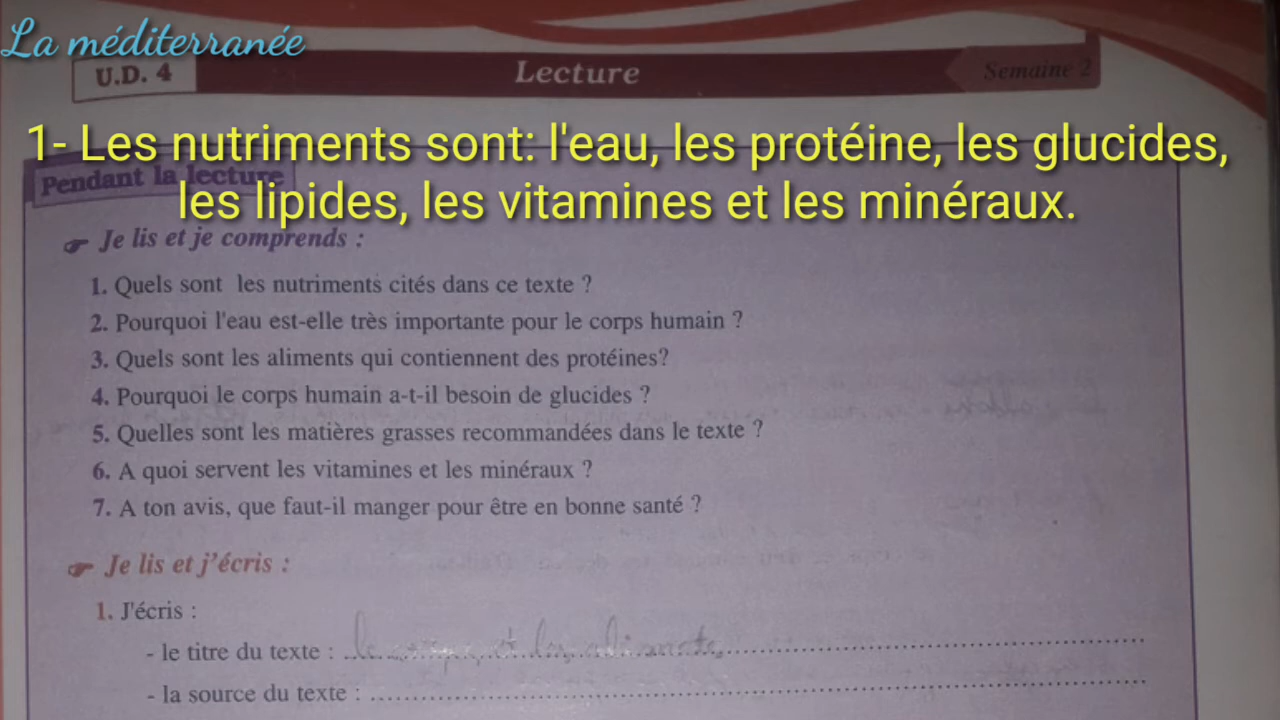 La méditerranée
U.D. 4
Lecture
Semaine 2
1- Les nutriments sont: l'eau, les protéine, les glucides,
les lipides, les vitamines et les minéraux.
Pendant la lecture
Je lis et je comprends :
1. Quels sont les nutriments cités dans ce texte ?
2. Pourquoi l'eau est-elle très importante pour le corps humain ?
3. Quels sont les aliments qui contiennent des protéines?
4. Pourquoi le corps humain a-t-il besoin de glucides ?
5. Quelles sont les matières grasses recommandées dans le texte ?
6. A quoi servent les vitamines et les minéraux ?
7. A ton avis, que faut-il manger pour être en bonne santé ?
Je lis et j'écris :
1. J'écris :
- le titre du texte : le corps et les aliments
- la source du texte :